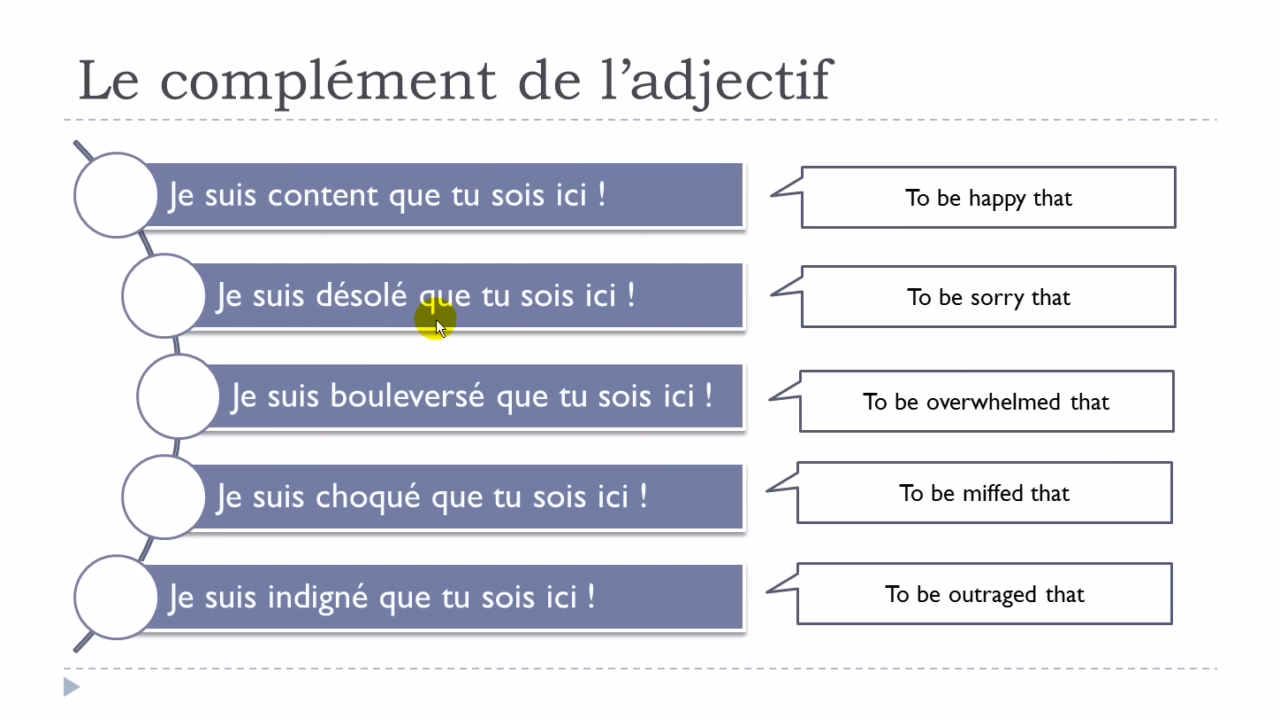 Le complément de l’adjectif
Je suis content que tu sois ici !
To be happy that
Je suis désolé que tu sois ici !
To be sorry that
Je suis bouleversé que tu sois ici !
To be overwhelmed that
Je suis choqué que tu sois ici !
To be miffed that
Je suis indigné que tu sois ici !
To be outraged that